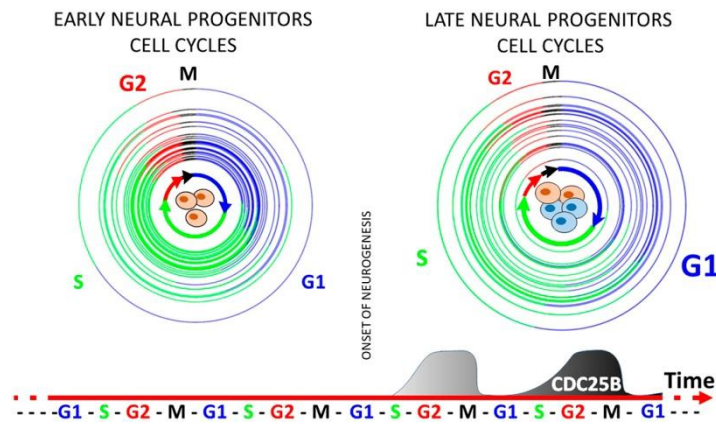 EARLY NEURAL PROGENITORS
CELL CYCLES
G2
M
S
G1
LATE NEURAL PROGENITORS
CELL CYCLES
G2
M
S
G1
ONSET OF NEUROGENESIS
CDC25B
Time
----G1-S-G2-M-G1-S-G2-M-G1-S-G2-M-G1-S-G2-M-G1